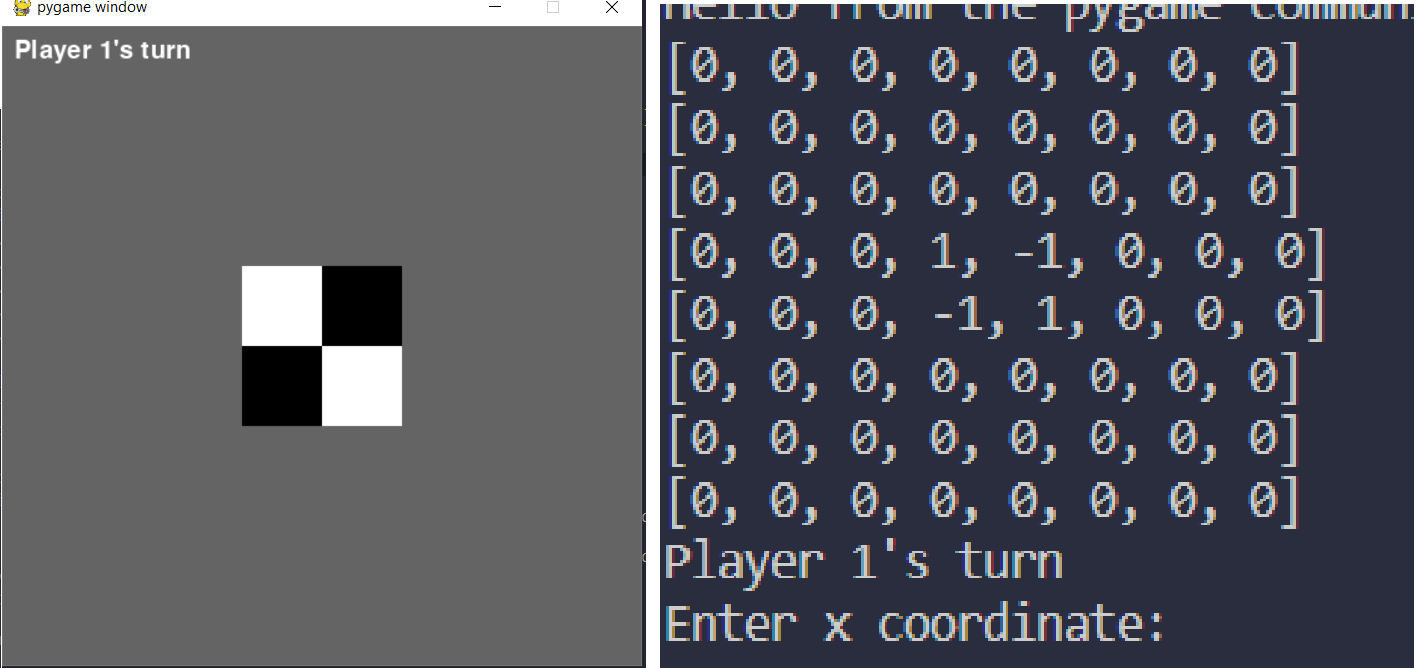 pygame window
Player 1's turn
Hello from the pygame
[0, 0, 0, 0, 0, 0, 0, 0]
[0, 0, 0, 0, 0, 0, 0, 0]
[0, 0, 0, 0, 0, 0, 0, 0]
[0, 0, 0, 1, -1, 0, 0, 0]
[0, 0, 0, -1, 1, 0, 0, 0]
[0, 0, 0, 0, 0, 0, 0, 0]
[0, 0, 0, 0, 0, 0, 0, 0]
[0, 0, 0, 0, 0, 0, 0, 0]
Player 1's turn
Enter x coordinate: